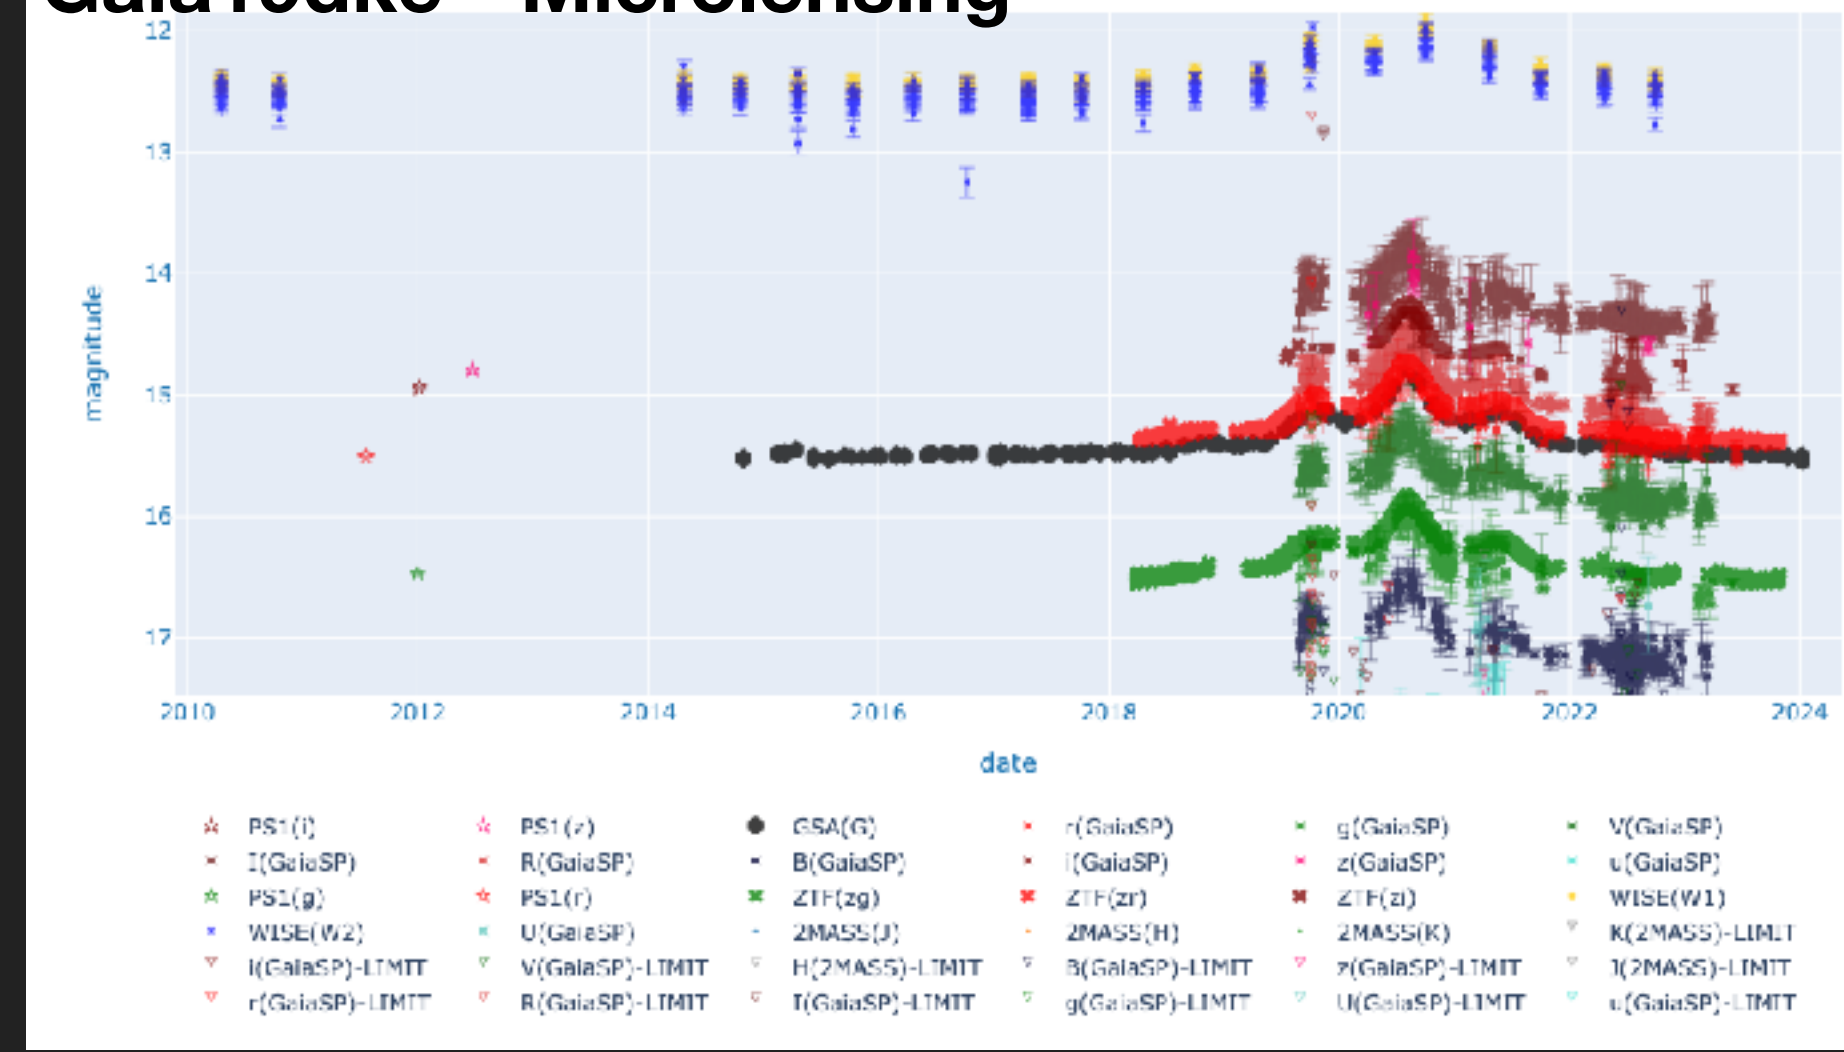 Gaia19dke - Microlensing
12
13
14
15
16
17
magnitude
2010 2012 2014 2016 2018 2020 2022 2024
date
PS1(i) PS1(z) GSA(G) r(GaiaSP) g(GaiaSP) V(GaiaSP)
I(GaiaSP) R(GaiaSP) B(GaiaSP) i(GaiaSP) z(GaiaSP) u(GaiaSP)
PS1(g) PS1(r) ZTF(zg) ZTF(zr) ZTF(zi) WISE(W1)
WISE(W2) U(GaiaSP) 2MASS(J) 2MASS(H) 2MASS(K) K(2MASS)-LIMIT
i(GaiaSP)-LIMIT V(GaiaSP)-LIMIT H(2MASS)-LIMIT B(GaiaSP)-LIMIT z(GaiaSP)-LIMIT J(2MASS)-LIMIT
r(GaiaSP)-LIMIT R(GaiaSP)-LIMIT I(GaiaSP)-LIMIT g(GaiaSP)-LIMIT U(GaiaSP)-LIMIT u(GaiaSP)-LIMIT